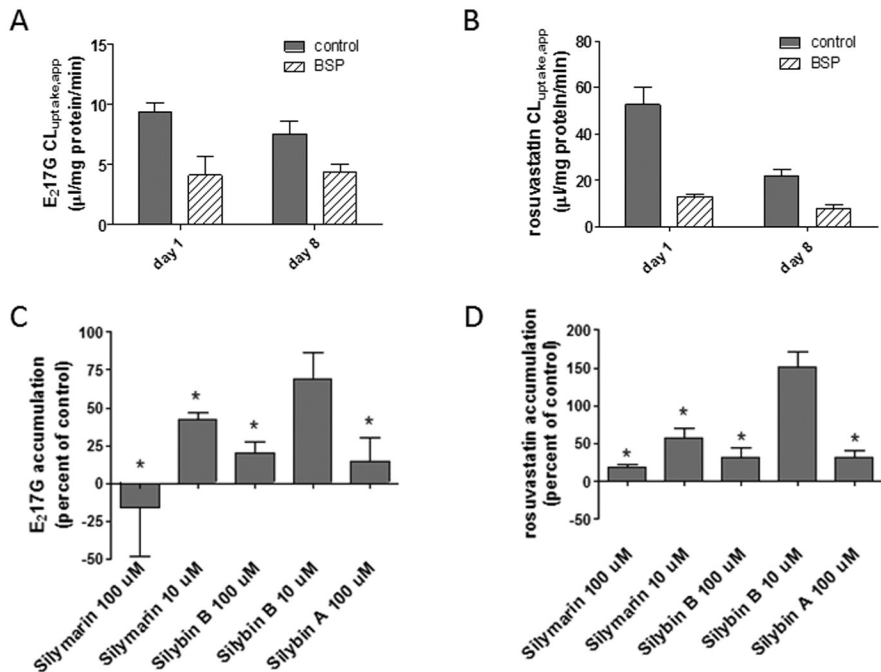 A
E₂17G CLuptake,app
(µl/mg protein/min)
15
10
5
0
control
BSP
day 1
day 8
B
rosuvastatin CLuptake,app
(µl/mg protein/min)
80
60
40
20
0
control
BSP
day 1
day 8
C
E₂17G accumulation
(percent of control)
100
75
50
25
0
-25
-50
*
*
*
*
Silymarin 100 uM
Silymarin 10 uM
Silybin B 100 uM
Silybin B 10 uM
Silybin A 100 uM
D
rosuvastatin accumulation
(percent of control)
200
150
100
50
0
-50
*
*
*
*
Silymarin 100 uM
Silymarin 10 uM
Silybin B 100 uM
Silybin B 10 uM
Silybin A 100 uM